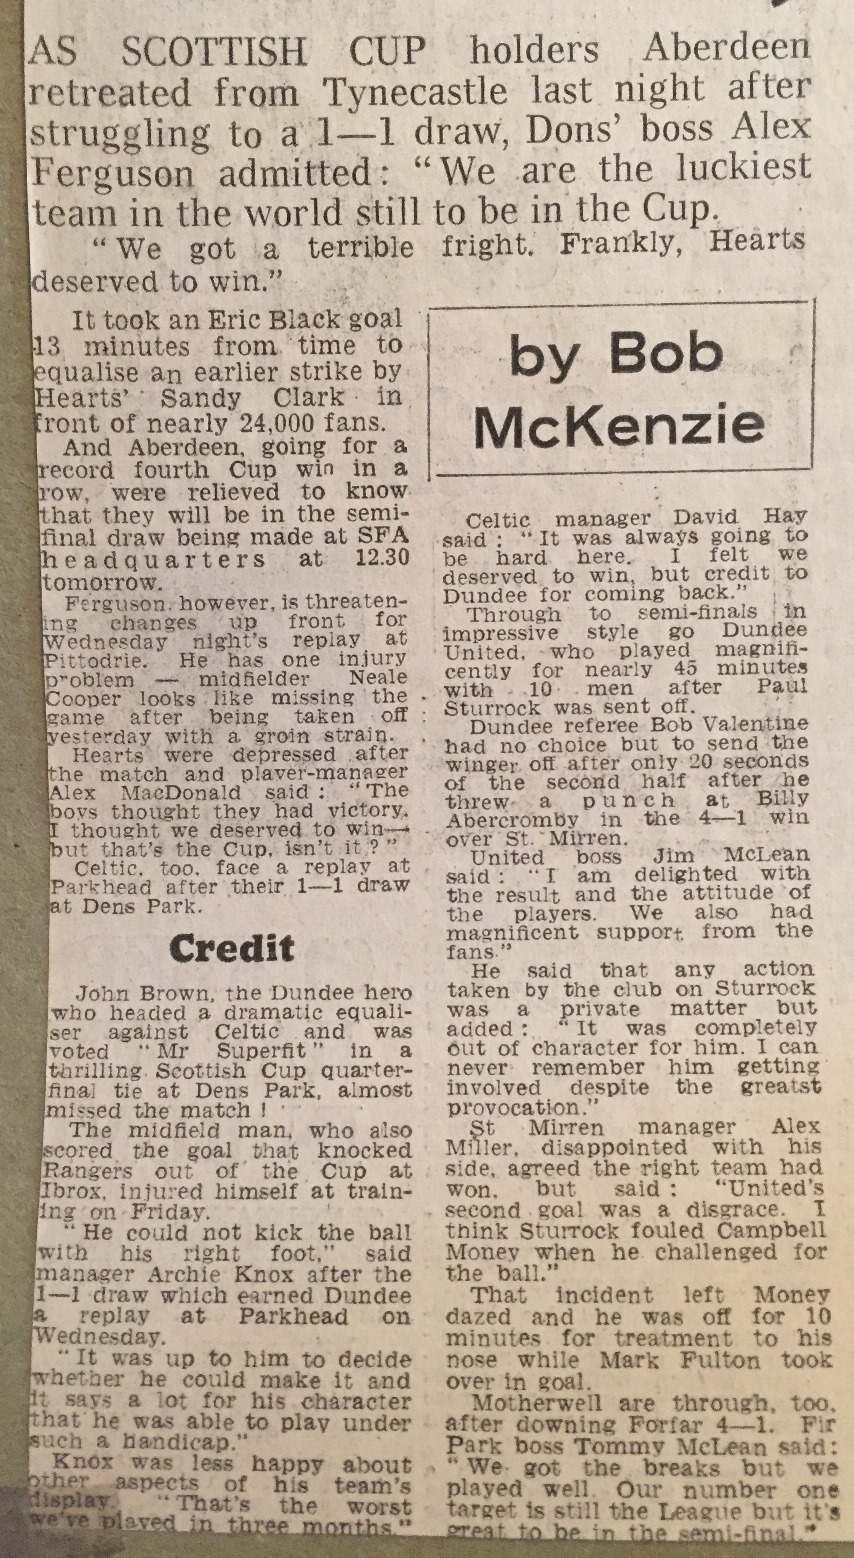 AS SCOTTISH CUP holders Aberdeen
retreated from Tynecastle last night after
struggling to a 1—1 draw, Dons' boss Alex
Ferguson admitted: "We are the luckiest
team in the world still to be in the Cup.
"We got a terrible fright. Frankly, Hearts
deserved to win."
It took an Eric Black goal
13 minutes from time to
equalise an earlier strike by
Hearts' Sandy Clark in
front of nearly 24,000 fans.
And Aberdeen, going for a
record fourth Cup win in a
row, were relieved to know
that they will be in the semi-
final draw being made at SFA
headquarters at 12.30
tomorrow.
Ferguson, however, is threaten-
ing changes up front for
Wednesday night's replay at
Pittodrie. He has one injury
problem — midfielder Neale
Cooper looks like missing the
game after being taken off
yesterday with a groin strain.
Hearts were depressed after
the match and player-manager
Alex MacDonald said: "The
boys thought they had victory.
I thought we deserved to win—
but that's the Cup, isn't it?"
Celtic, too, face a replay at
Parkhead after their 1—1 draw
at Dens Park.
Credit
John Brown, the Dundee hero
who headed a dramatic equali-
ser against Celtic and was
voted "Mr Superfit" in a
thrilling Scottish Cup quarter-
final tie at Dens Park, almost
missed the match!
The midfield man, who also
scored the goal that knocked
Rangers out of the Cup at
Ibrox, injured himself at train-
ing on Friday.
"He could not kick the ball
with his right foot," said
manager Archie Knox after the
1—1 draw which earned Dundee
a replay at Parkhead on
Wednesday.
"It was up to him to decide
whether he could make it and
it says a lot for his character
that he was able to play under
such a handicap."
Knox was less happy about
other aspects of his team's
display. "That's the worst
we've played in three months."
by Bob
McKenzie
Celtic manager David Hay
said: "It was always going to
be hard here. I felt we
deserved to win, but credit to
Dundee for coming back."
Through to semi-finals in
impressive style go Dundee
United, who played magnifi-
cently for nearly 45 minutes
with 10 men after Paul
Sturrock was sent off.
Dundee referee Bob Valentine
had no choice but to send the
winger off after only 20 seconds
of the second half after he
threw a punch at Billy
Abercromby in the 4—1 win
over St. Mirren.
United boss Jim McLean
said: "I am delighted with
the result and the attitude of
the players. We also had
magnificent support from the
fans."
He said that any action
taken by the club on Sturrock
was a private matter but
added: "It was completely
out of character for him. I can
never remember him getting
involved despite the greatst
provocation."
St Mirren manager Alex
Miller, disappointed with his
side, agreed the right team had
won, but said: "United's
second goal was a disgrace. I
think Sturrock fouled Campbell
Money when he challenged for
the ball."
That incident left Money
dazed and he was off for 10
minutes for treatment to his
nose while Mark Fulton took
over in goal.
Motherwell are through, too,
after downing Forfar 4—1. Fir
Park boss Tommy McLean said:
"We got the breaks but we
played well. Our number one
target is still the League but it's
great to be in the semi-final."